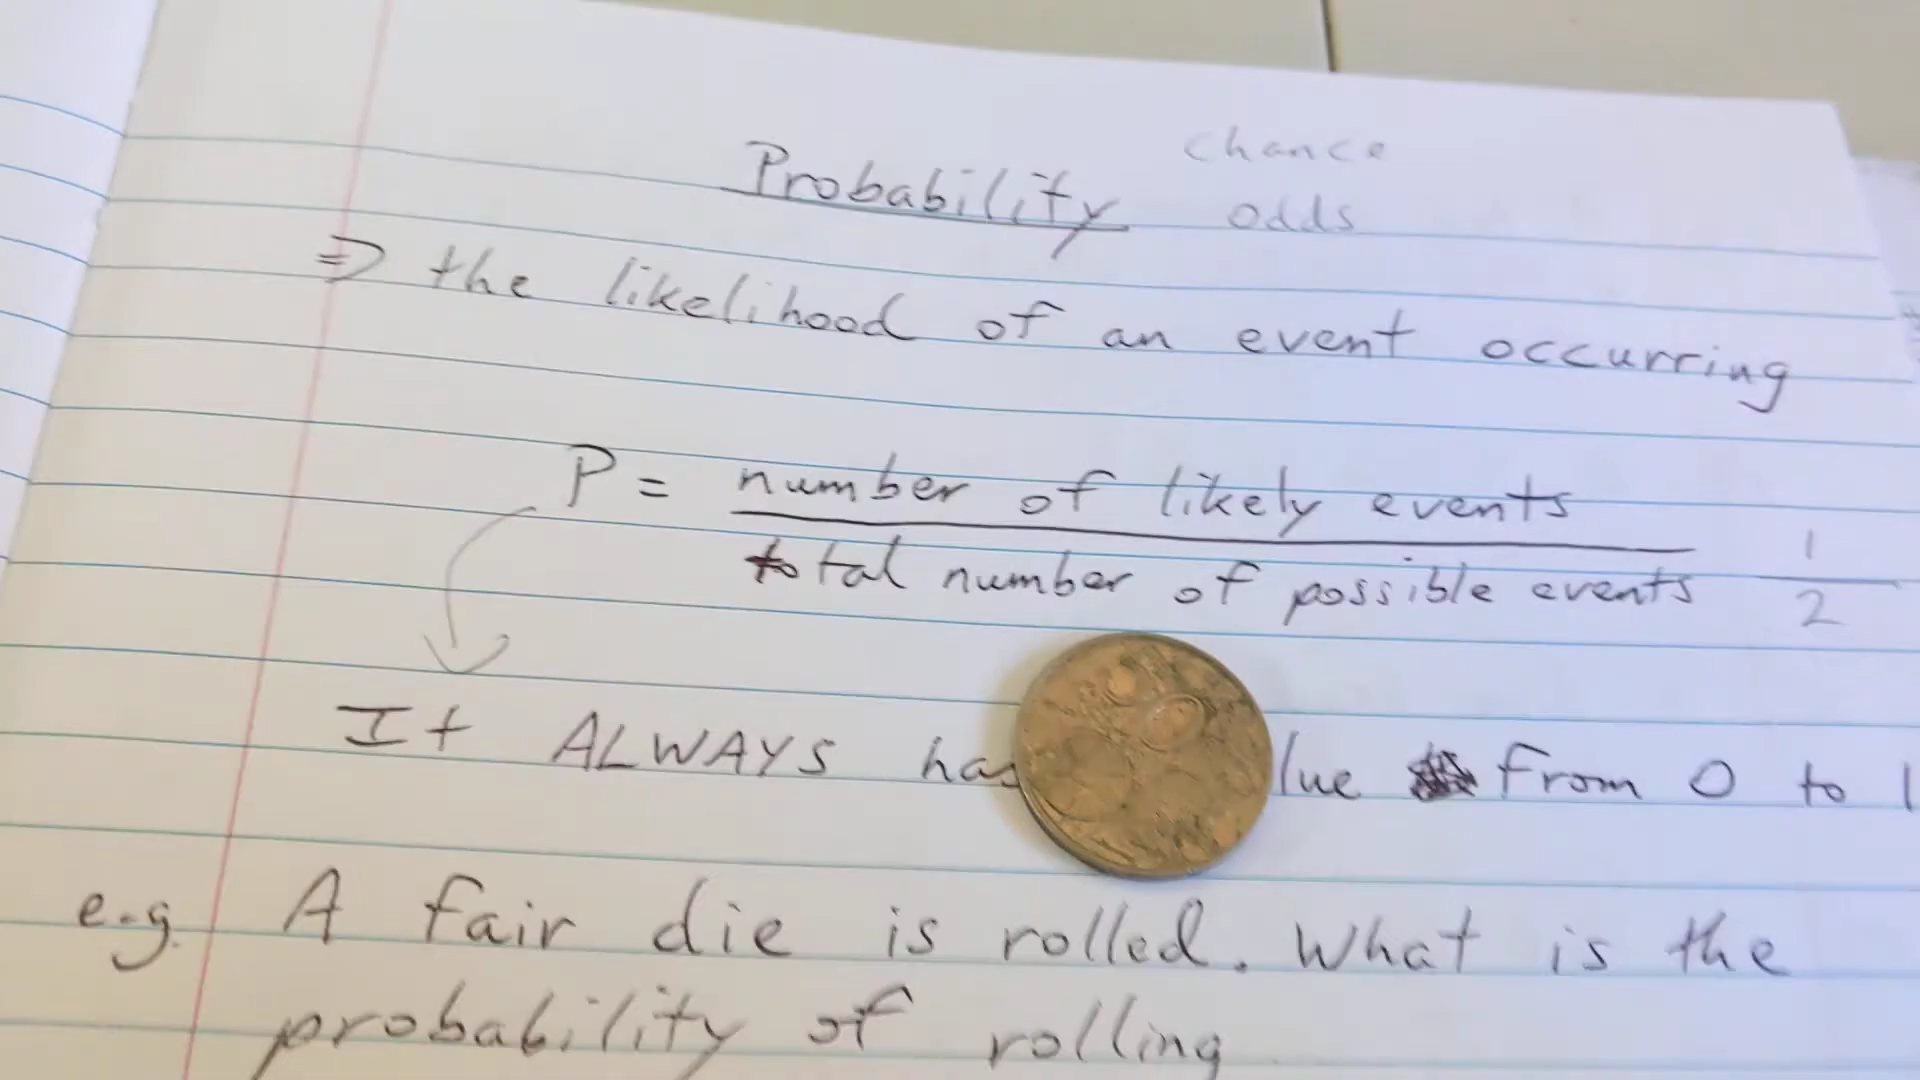 chance
Probability odds
⇒ the likelihood of an event occurring
P = number of likely events
total number of possible events
1
2
It ALWAYS has lue from 0 to 1
e.g. A fair die is rolled. What is the
probability of rolling